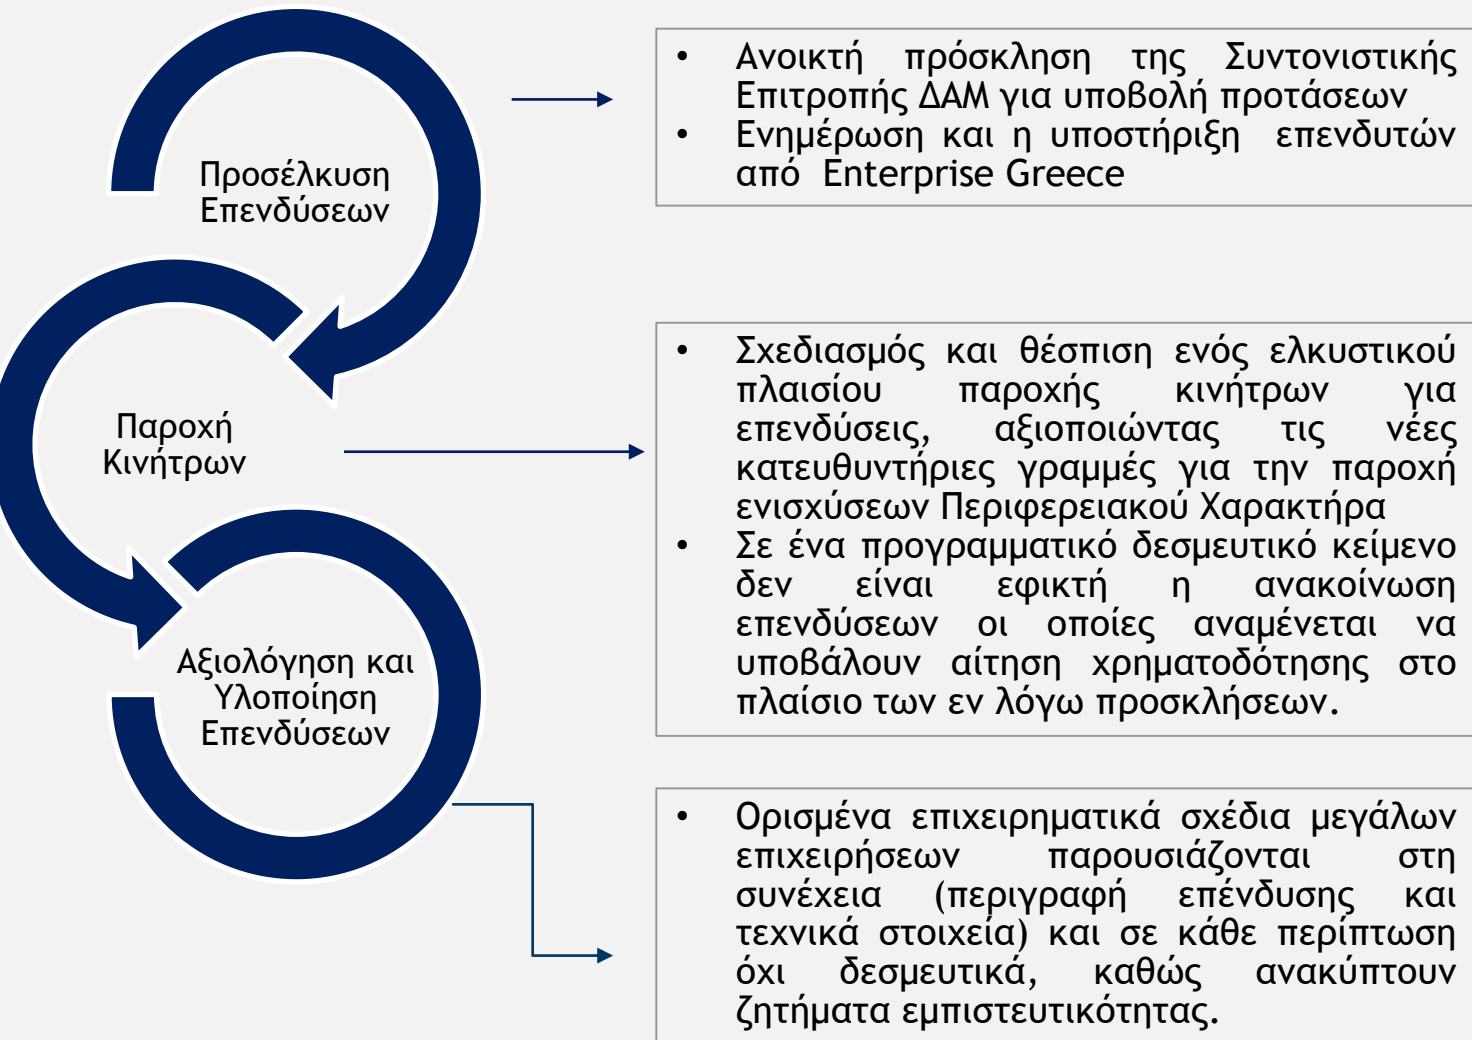 Προσέλκυση
Επενδύσεων
• Ανοικτή πρόσκληση της Συντονιστικής
Επιτροπής ΔΑΜ για υποβολή προτάσεων
• Ενημέρωση και η υποστήριξη επενδυτών
από Enterprise Greece
Παροχή
Κινήτρων
• Σχεδιασμός και θέσπιση ενός ελκυστικού
πλαισίου παροχής κινήτρων για
επενδύσεις, αξιοποιώντας τις νέες
κατευθυντήριες γραμμές για την παροχή
ενισχύσεων Περιφερειακού Χαρακτήρα
• Σε ένα προγραμματικό δεσμευτικό κείμενο
δεν είναι εφικτή η ανακοίνωση
επενδύσεων οι οποίες αναμένεται να
υποβάλουν αίτηση χρηματοδότησης στο
πλαίσιο των εν λόγω προσκλήσεων.
Αξιολόγηση και
Υλοποίηση
Επενδύσεων
• Ορισμένα επιχειρηματικά σχέδια μεγάλων
επιχειρήσεων παρουσιάζονται στη
συνέχεια (περιγραφή επένδυσης και
τεχνικά στοιχεία) και σε κάθε περίπτωση
όχι δεσμευτικά, καθώς ανακύπτουν
ζητήματα εμπιστευτικότητας.